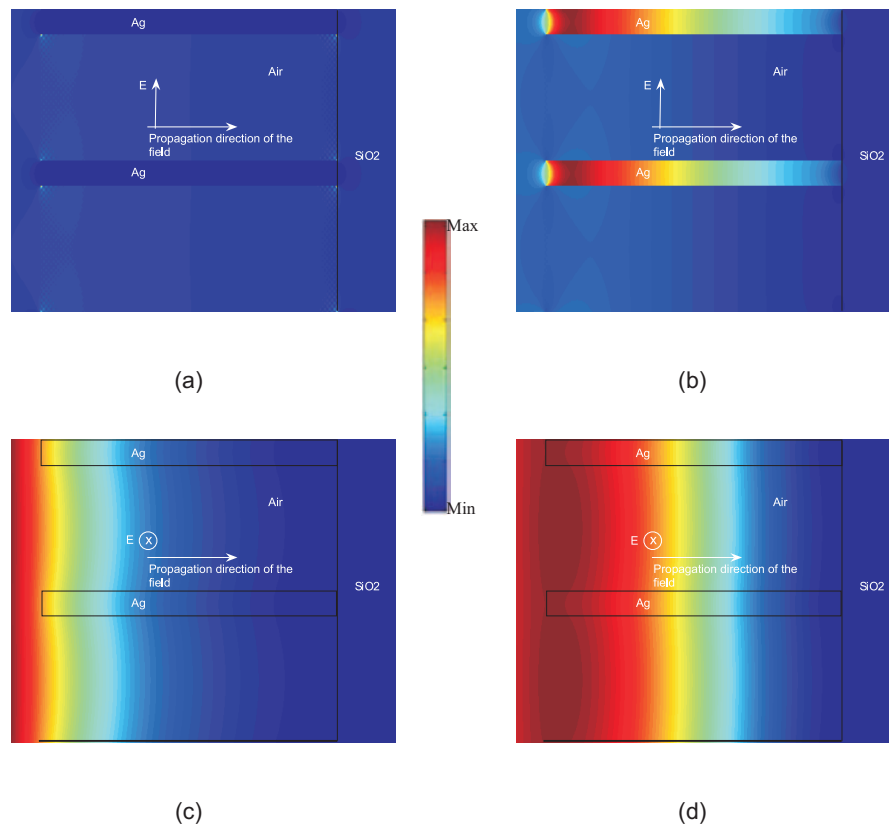 Ag
Air
E
Propagation direction of the
field
SiO2
Ag
(a)
Ag
Air
E
Propagation direction of the
field
SiO2
Ag
(b)
Max
Min
Ag
Air
E x
Propagation direction of the
field
SiO2
Ag
(c)
Ag
Air
E x
Propagation direction of the
field
SiO2
Ag
(d)